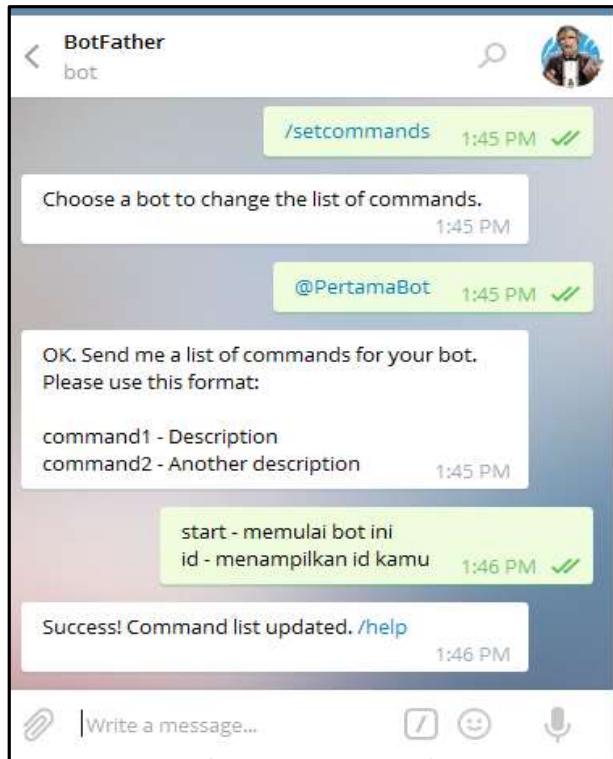 BotFather
bot
/setcommands 1:45 PM
Choose a bot to change the list of commands.
1:45 PM
@PertamaBot 1:45 PM
OK. Send me a list of commands for your bot.
Please use this format:
command1 - Description
command2 - Another description 1:45 PM
start - memulai bot ini
id - menampilkan id kamu 1:46 PM
Success! Command list updated. /help
1:46 PM
Write a message...